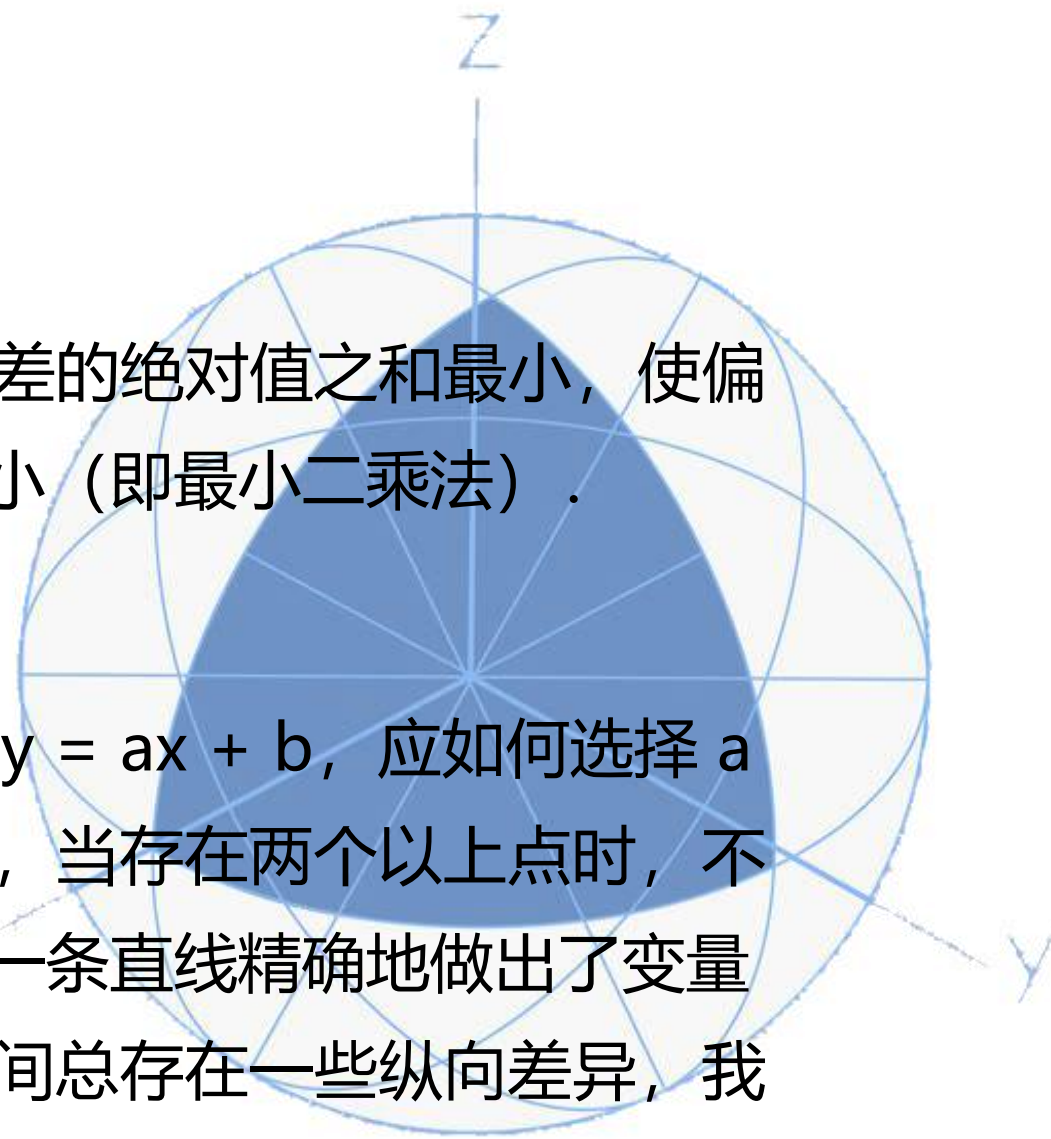 Z
差的绝对值之和最小，使偏
小（即最小二乘法）.
y = ax + b，应如何选择 a
，当存在两个以上点时，不
一条直线精确地做出了变量
间总存在一些纵向差异，我
Y